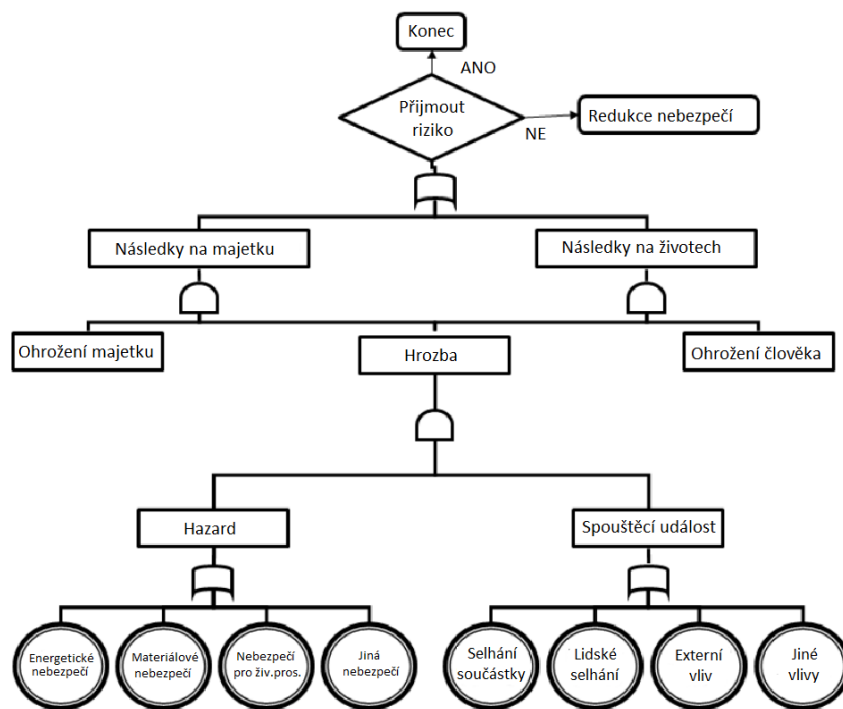 Konec
ANO
Přijmout
riziko
NE
Redukce nebezpečí
Následky na majetku
Následky na životech
Ohrožení majetku
Hrozba
Ohrožení člověka
Hazard
Spouštěcí událost
Energetické
nebezpečí
Materiálové
nebezpečí
Nebezpečí
pro živ.pros.
Jiná
nebezpečí
Selhání
součástky
Lidské
selhání
Externí
vliv
Jiné
vlivy